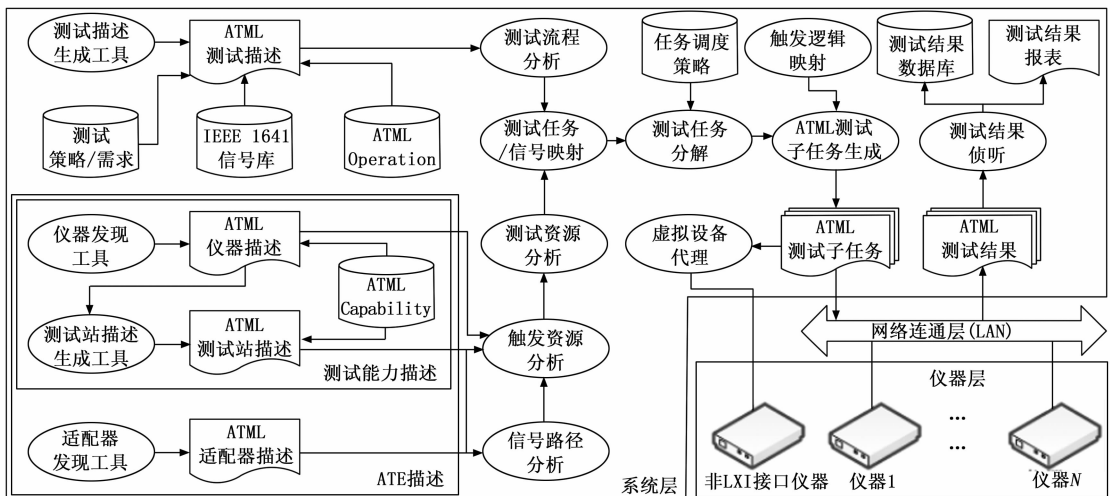 测试描述
生成工具
ATML
测试描述
测试流程
分析
任务调度
策略
触发逻辑
映射
测试结果
数据库
测试结果
报表
测试
策略/需求
IEEE 1641
信号库
ATML
Operation
测试任务
/信号映射
测试任务
分解
ATML测试
子任务生成
测试结果
侦听
仪器发现
工具
ATML
仪器描述
ATML
Capability
测试资源
分析
虚拟设备
代理
ATML
测试子任务
ATML
测试结果
测试站描述
生成工具
ATML
测试站描述
触发资源
分析
网络连通层(LAN)
测试能力描述
仪器层
适配器
发现工具
ATML
适配器描述
信号路径
分析
...
...
ATE描述
系统层
非LXI接口仪器
仪器1
仪器N